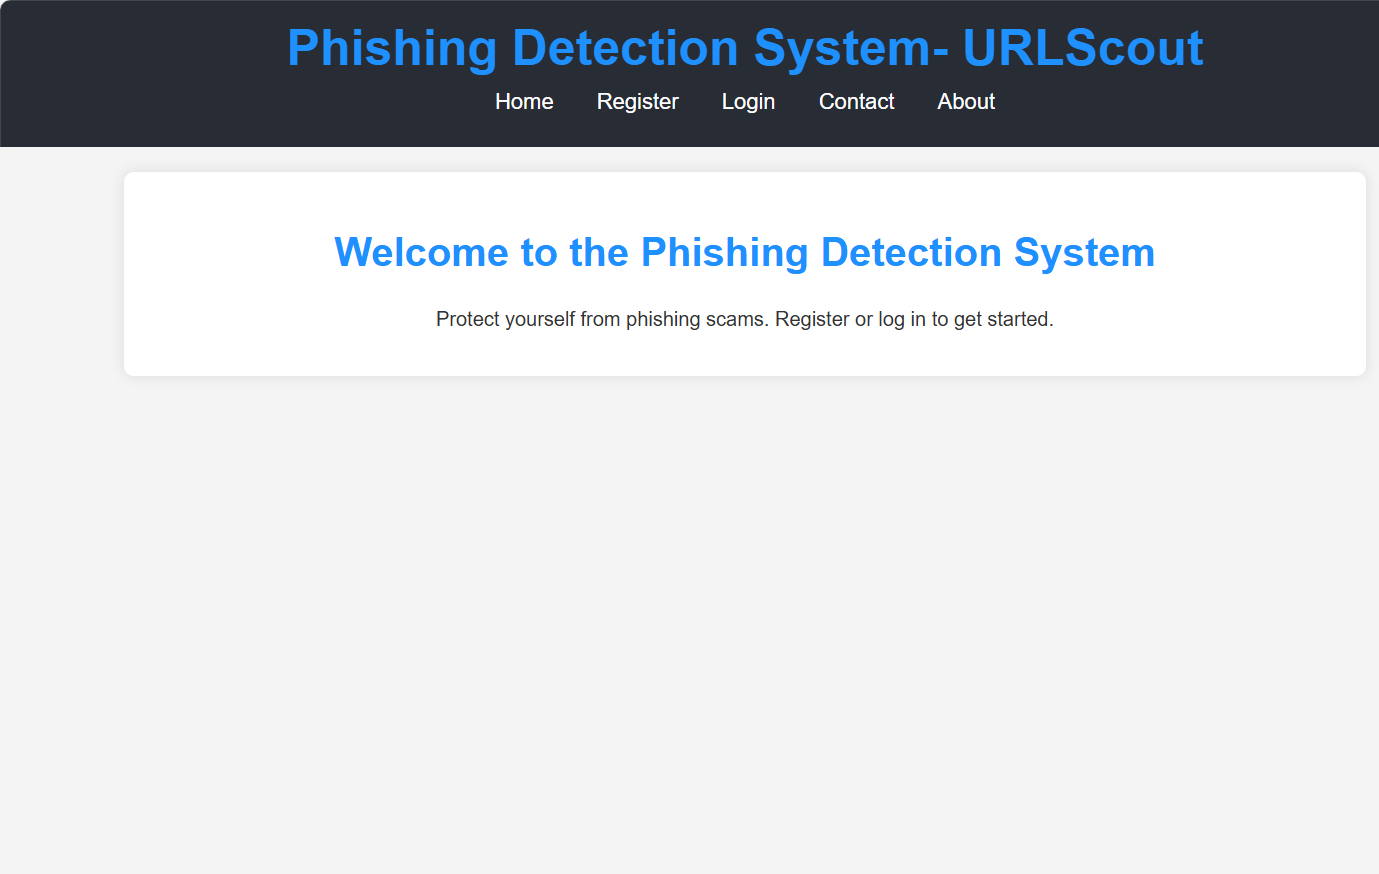 Phishing Detection System- URLScout
Home Register Login Contact About
Welcome to the Phishing Detection System
Protect yourself from phishing scams. Register or log in to get started.